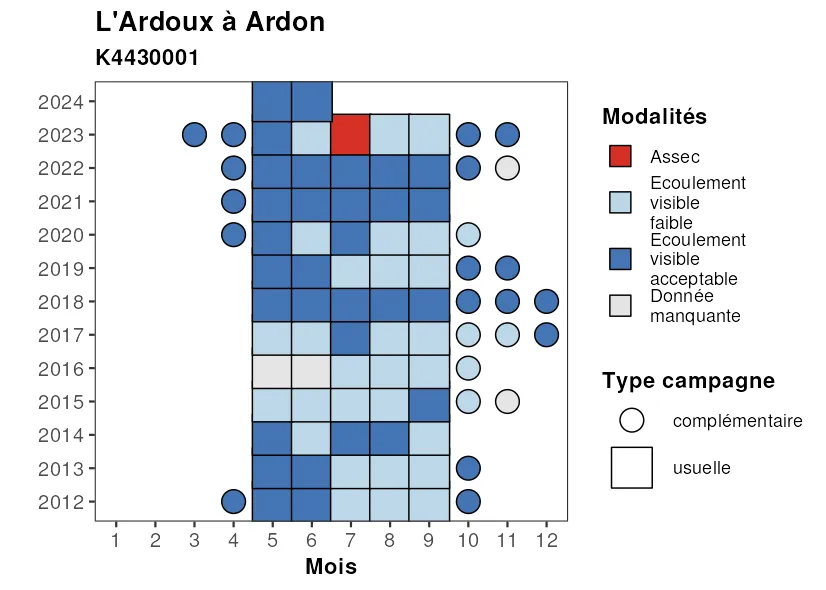 L'Ardoux à Ardon
K4430001
2024
2023
2022
2021
2020
2019
2018
2017
2016
2015
2014
2013
2012
1 2 3 4 5 6 7 8 9 10 11 12
Mois
Modalités
Assec
Ecoulement
visible
faible
Ecoulement
visible
acceptable
Donnée
manquante
Type campagne
complémentaire
usuelle